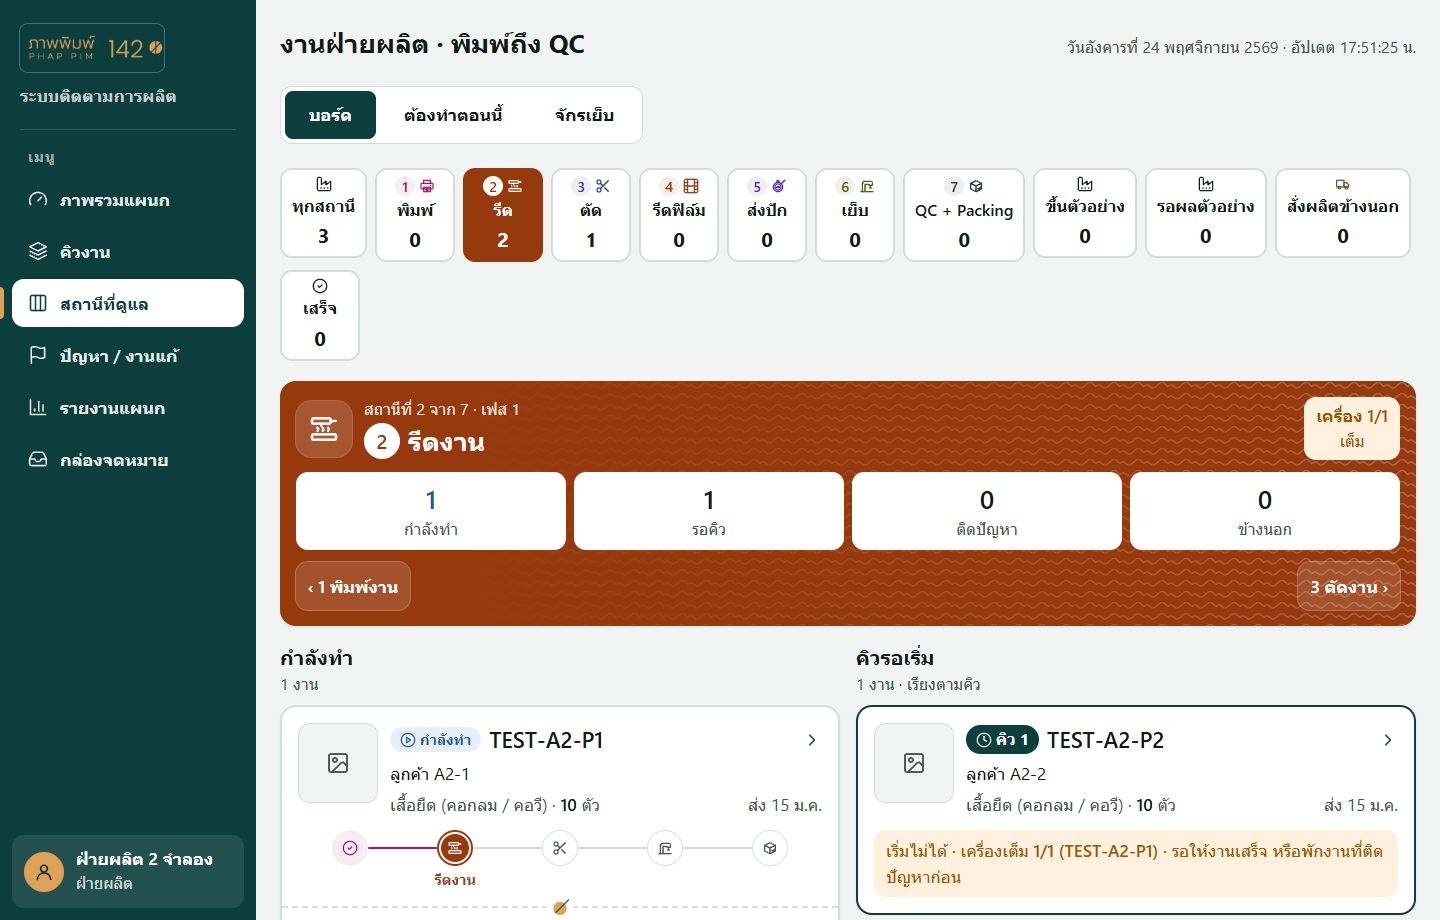 ภาพพิมพ์ 142
PHAP PIM
ระบบติดตามการผลิต
เมนู
ภาพรวมแผนก
คิวงาน
สถานีที่ดูแล
ปัญหา / งานแก้
รายงานแผนก
กล่องจดหมาย
ฝ่ายผลิต 2 จำลอง
ฝ่ายผลิต
งานฝ่ายผลิต · พิมพ์ถึง QC
วันอังคารที่ 24 พฤศจิกายน 2569 · อัปเดต 17:51:25 น.
บอร์ด
ต้องทำตอนนี้
จักรเย็บ
ทุกสถานี
3
1
พิมพ์
0
2
รีด
2
3
ตัด
1
4
รีดฟิล์ม
0
5
ส่งปัก
0
6
เย็บ
0
7
QC + Packing
0
ขึ้นตัวอย่าง
0
รอผลตัวอย่าง
0
สั่งผลิตข้างนอก
0
เสร็จ
0
สถานีที่ 2 จาก 7 · เฟส 1
2 รีดงาน
เครื่อง 1/1
เต็ม
1
กำลังทำ
1
รอคิว
0
ติดปัญหา
0
ข้างนอก
‹ 1 พิมพ์งาน
3 ตัดงาน ›
กำลังทำ
1 งาน
กำลังทำ TEST-A2-P1
ลูกค้า A2-1
เสื้อยืด (คอกลม / คอวี) · 10 ตัว
ส่ง 15 ม.ค.
รีดงาน
คิวรอเริ่ม
1 งาน · เรียงตามคิว
คิว 1 TEST-A2-P2
ลูกค้า A2-2
เสื้อยืด (คอกลม / คอวี) · 10 ตัว
ส่ง 15 ม.ค.
เริ่มไม่ได้ · เครื่องเต็ม 1/1 (TEST-A2-P1) · รอให้งานเสร็จ หรือพักงานที่ติด
ปัญหาก่อน